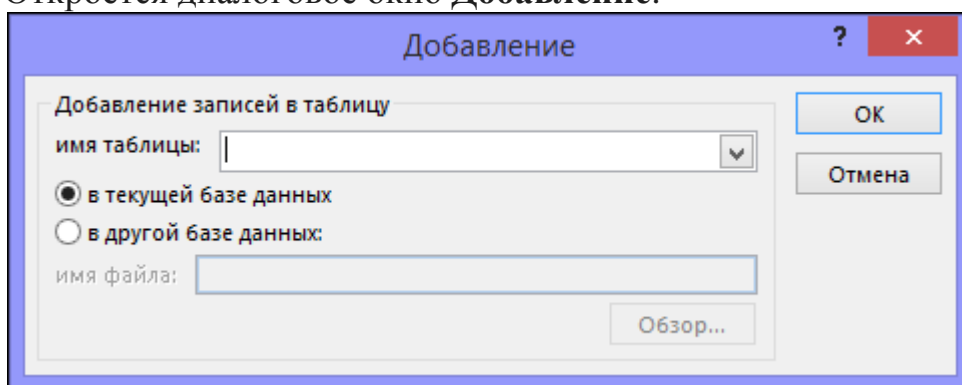 Откроется диалоговое окно Добавление.
Добавление ? ×
Добавление записей в таблицу
имя таблицы:
ОК
Отмена
в текущей базе данных
в другой базе данных:
имя файла:
Обзор...